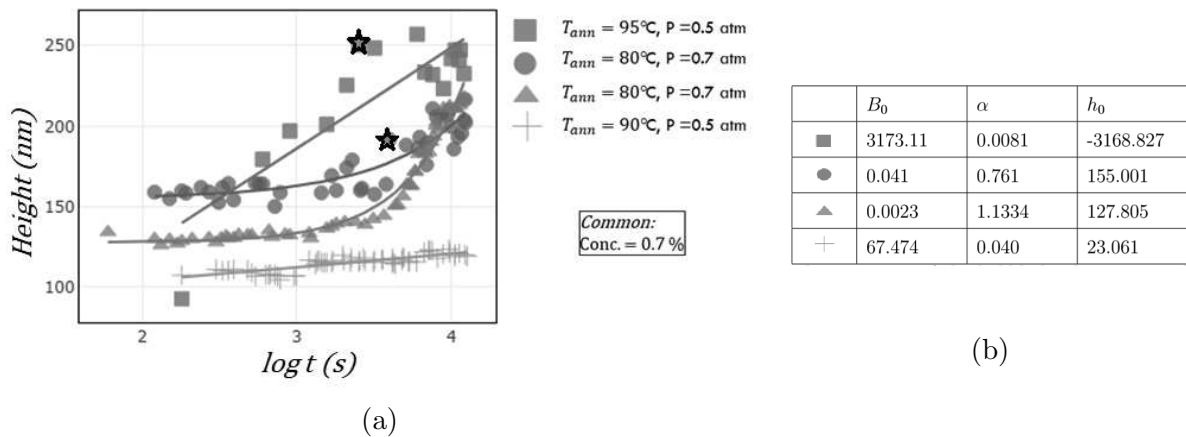 250
200
150
100
2
3
4
Height (nm)
log t (s)
T_ann = 95℃, P =0.5 atm
T_ann = 80℃, P =0.7 atm
T_ann = 80℃, P =0.7 atm
T_ann = 90℃, P =0.5 atm
Common:
Conc. = 0.7 %
(a)
B_0 α h_0
3173.11 0.0081 -3168.827
0.041 0.761 155.001
0.0023 1.1334 127.805
67.474 0.040 23.061
(b)